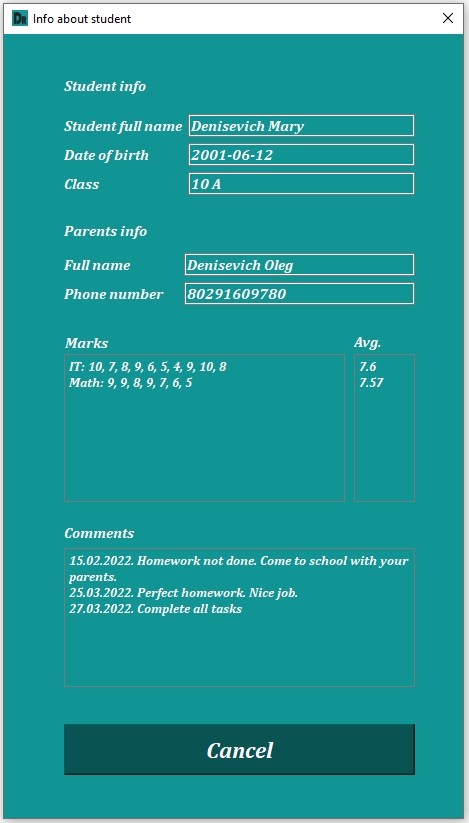 DR Info about student
Student info
Student full name Denisevich Mary
Date of birth 2001-06-12
Class 10 A
Parents info
Full name Denisevich Oleg
Phone number 80291609780
Marks Avg.
IT: 10, 7, 8, 9, 6, 5, 4, 9, 10, 8 7.6
Math: 9, 9, 8, 9, 7, 6, 5 7.57
Comments
15.02.2022. Homework not done. Come to school with your
parents.
25.03.2022. Perfect homework. Nice job.
27.03.2022. Complete all tasks
Cancel